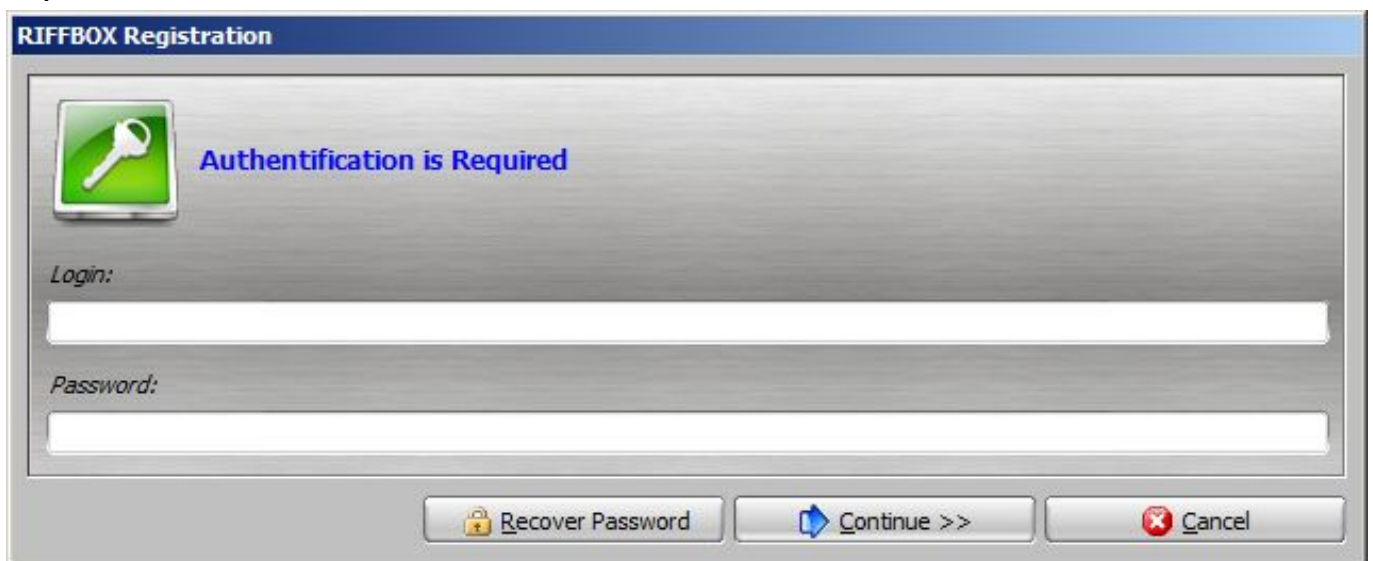 RIFFBOX Registration
Authentification is Required
Login:
Password:
Recover Password
Continue >>
Cancel